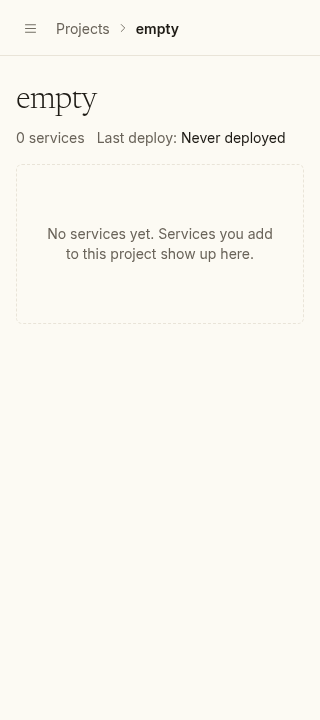 Projects > empty
empty
0 services Last deploy: Never deployed
No services yet. Services you add
to this project show up here.